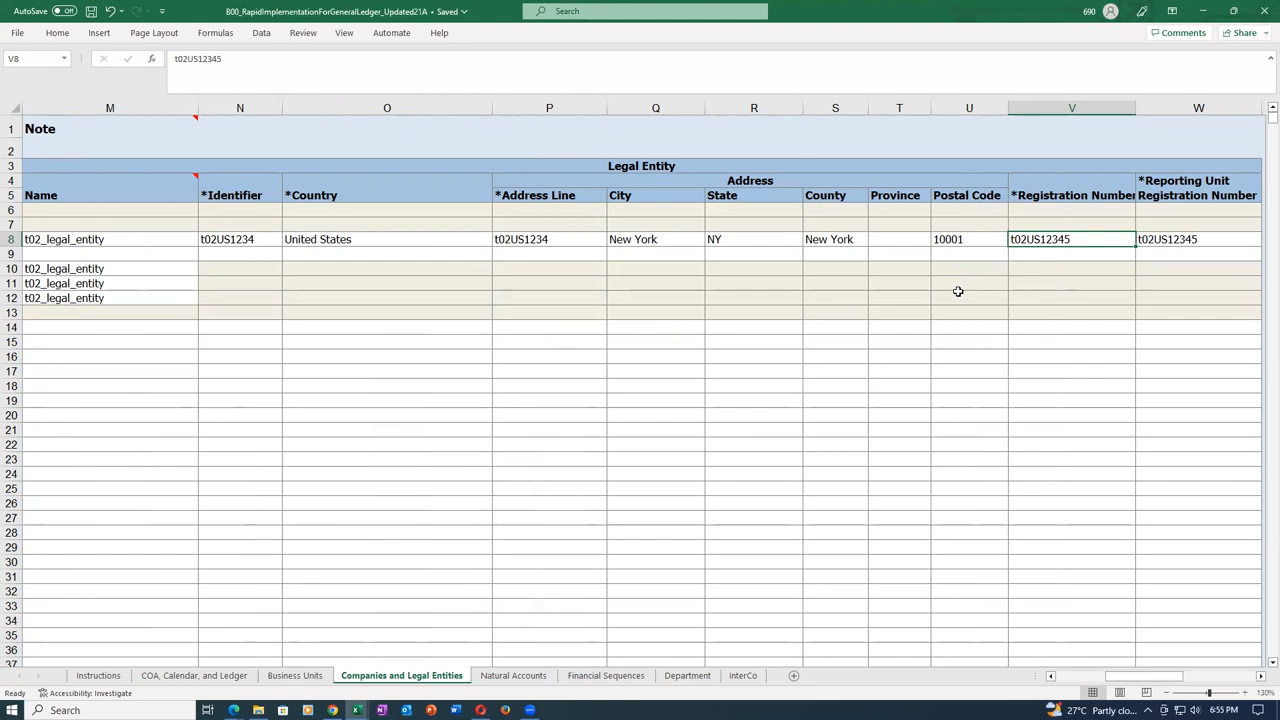 AutoSave Off B00_RapidImplementationForGeneralLedger_Updated21A • Saved Search 690
File Home Insert Page Layout Formulas Data Review View Automate Help Comments Share
V8 fx t02US12345
M N O P Q R S T U V W
1 Note
2
3 Legal Entity
4 Address *Reporting Unit
5 Name *Identifier *Country *Address Line City State County Province Postal Code *Registration Number Registration Number
6
7
8 t02_legal_entity t02US1234 United States t02US1234 New York NY New York 10001 t02US12345 t02US12345
9
10 t02_legal_entity
11 t02_legal_entity
12 t02_legal_entity
13
14
15
16
17
18
19
20
21
22
23
24
25
26
27
28
29
30
31
32
33
34
35
36
37
Instructions COA, Calendar, and Ledger Business Units Companies and Legal Entities Natural Accounts Financial Sequences Department InterCo
Ready Accessibility: Investigate 130%
Search 27°C Partly clo... 6:55 PM